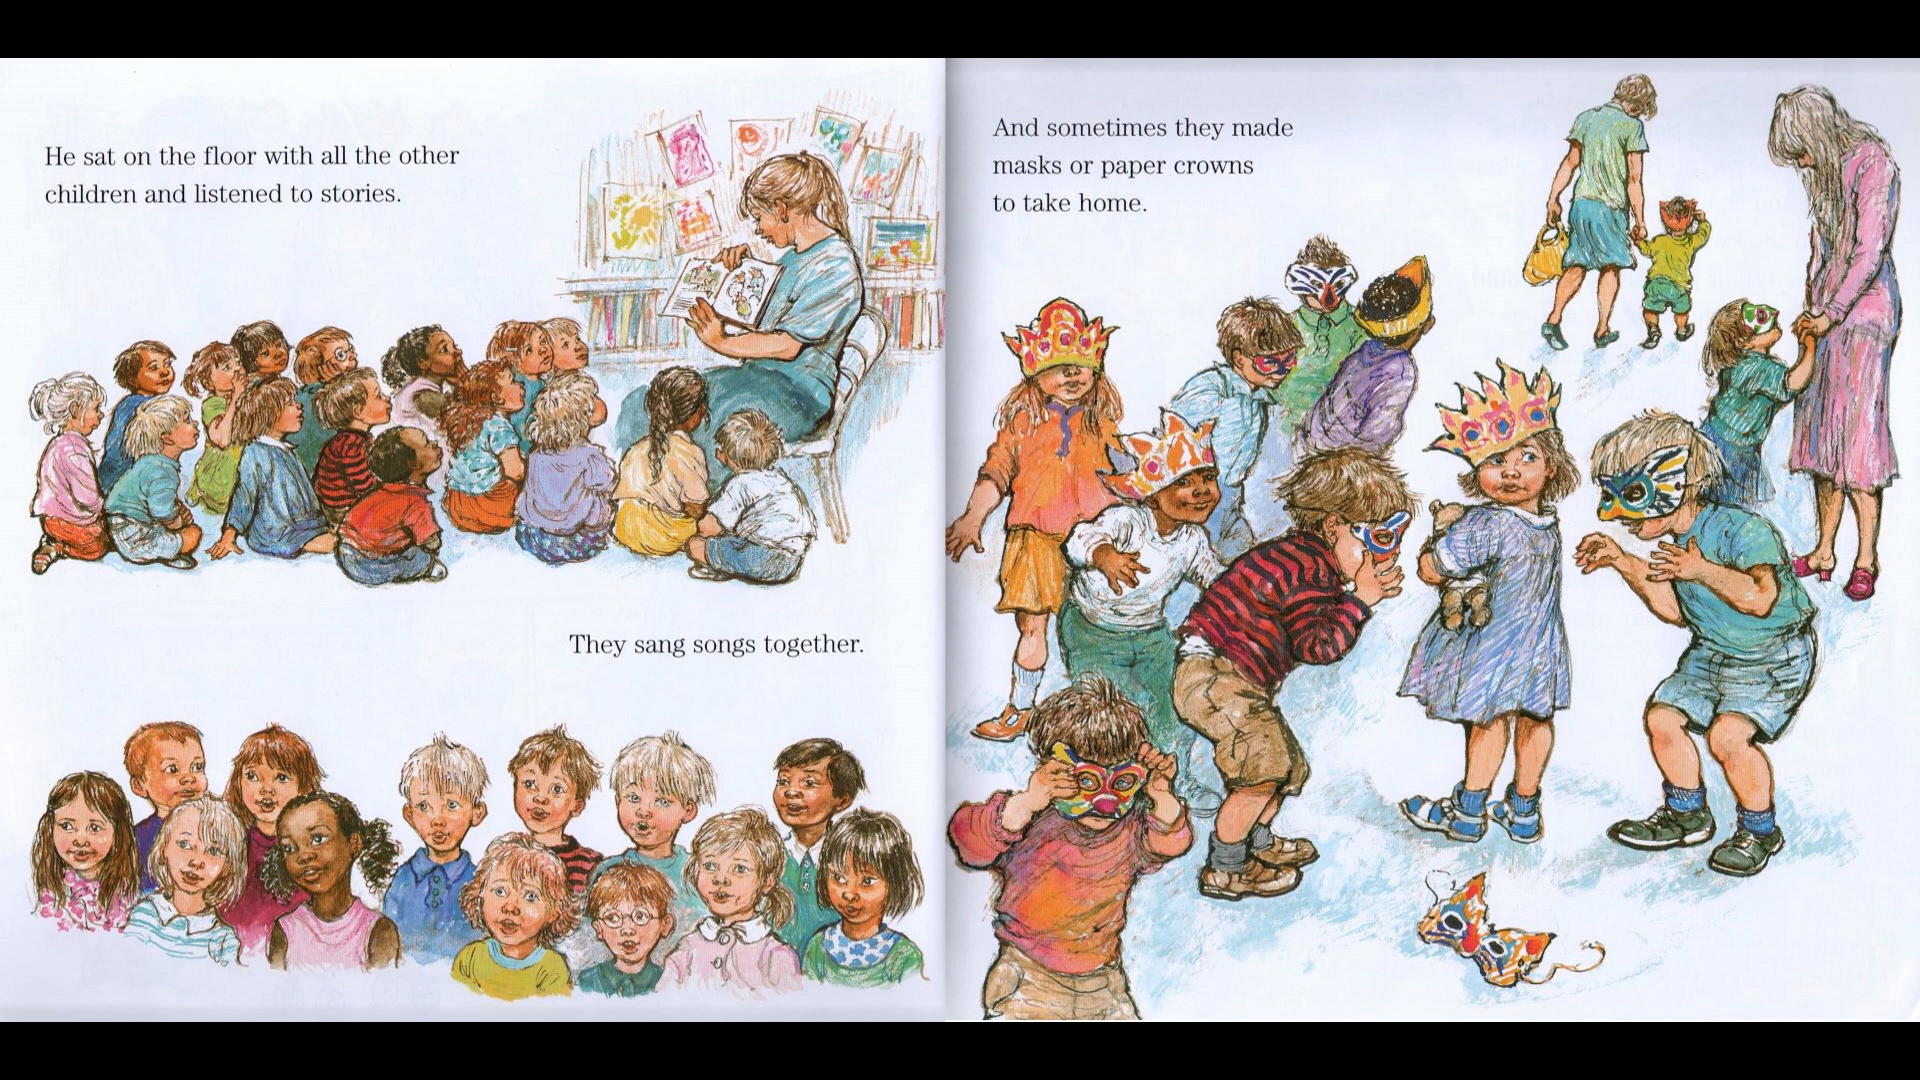 He sat on the floor with all the other
children and listened to stories.
They sang songs together.
And sometimes they made
masks or paper crowns
to take home.